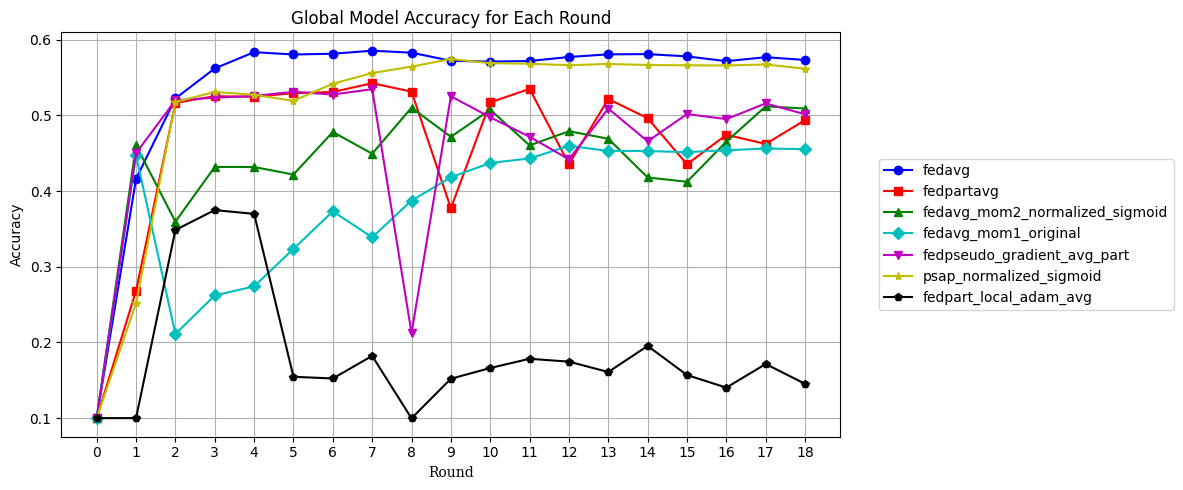 Global Model Accuracy for Each Round
Accuracy
0.6
0.5
0.4
0.3
0.2
0.1
0 1 2 3 4 5 6 7 8 9 10 11 12 13 14 15 16 17 18
Round
fedavg
fedpartavg
fedavg_mom2_normalized_sigmoid
fedavg_mom1_original
fedpseudo_gradient_avg_part
psap_normalized_sigmoid
fedpart_local_adam_avg